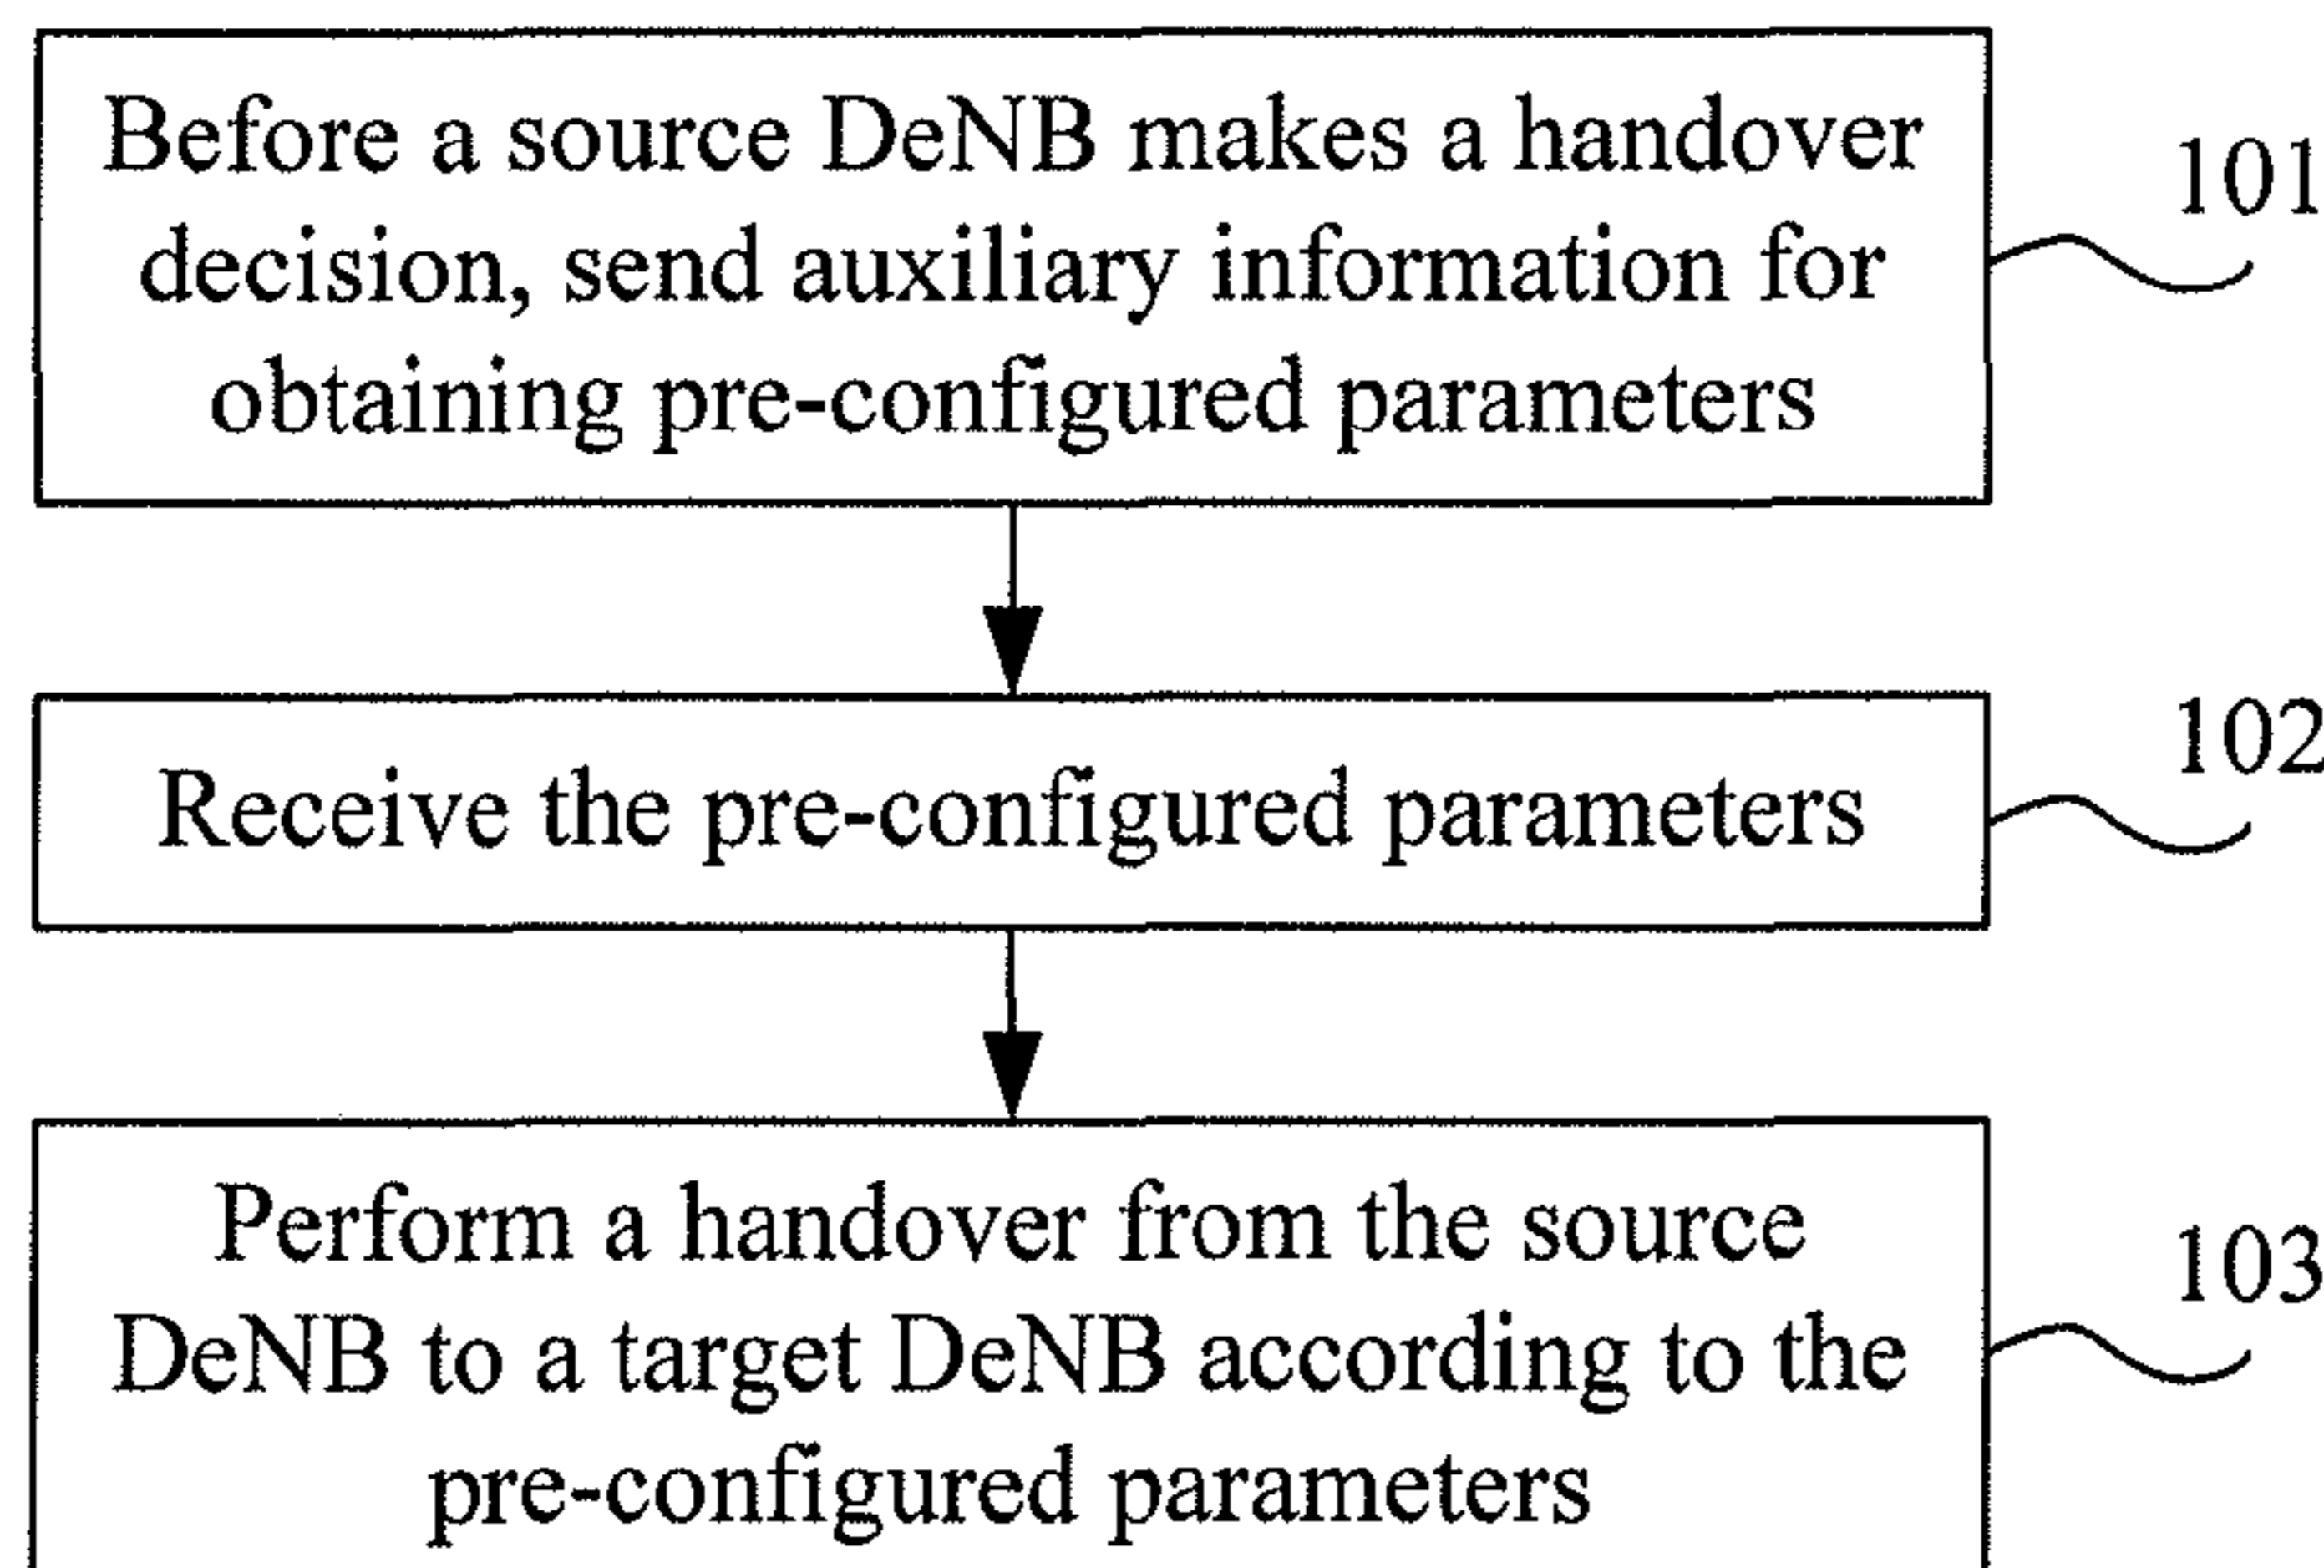 Before a source DeNB makes a handover
decision, send auxiliary information for
obtaining pre-configured parameters
101
Receive the pre-configured parameters
102
Perform a handover from the source
DeNB to a target DeNB according to the
pre-configured parameters
103